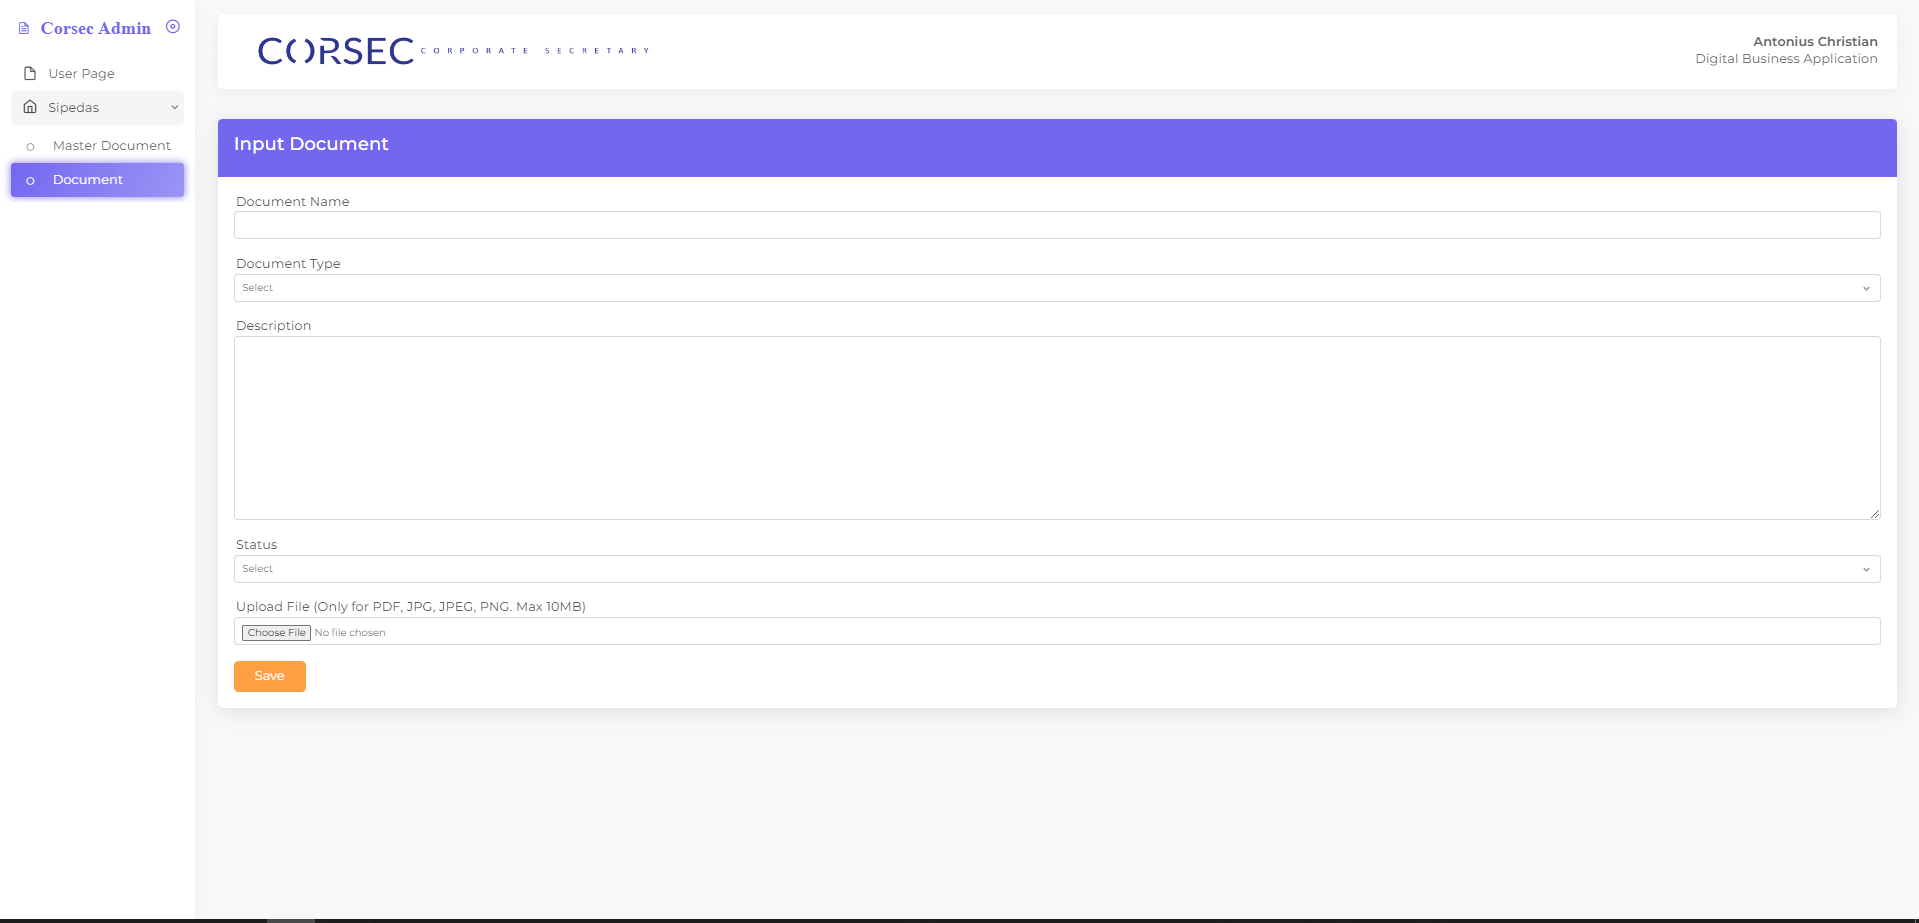 Corsec Admin
User Page
Sipedas
Master Document
Document
CORSEC CORPORATE SECRETARY
Antonius Christian
Digital Business Application
Input Document
Document Name
Document Type
Select
Description
Status
Select
Upload File (Only for PDF, JPG, JPEG, PNG. Max 10MB)
Choose File No file chosen
Save